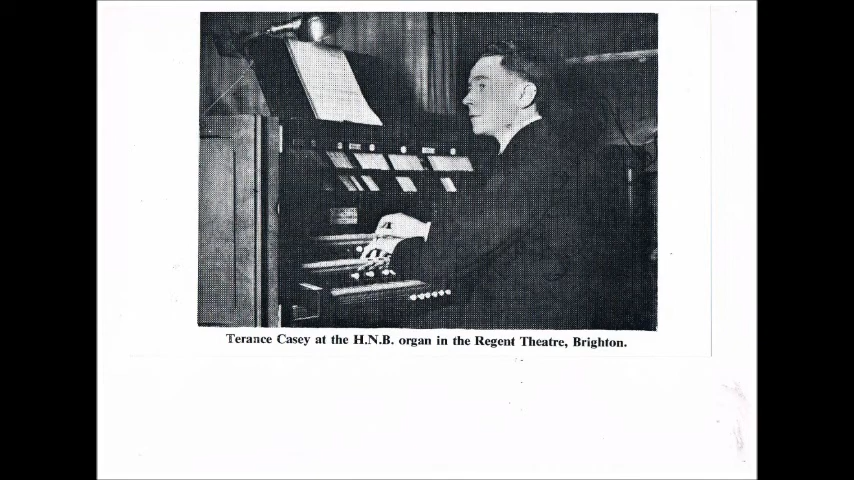 Terance Casey at the H.N.B. organ in the Regent Theatre, Brighton.